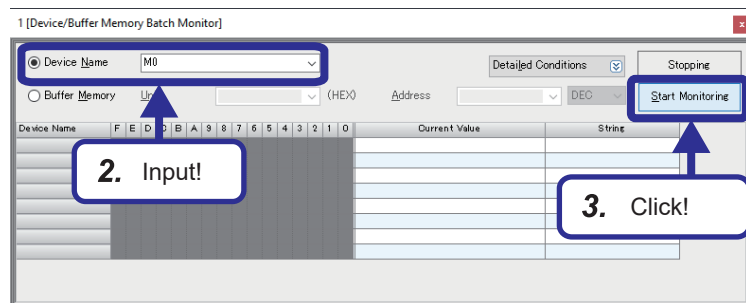 1 [Device/Buffer Memory Batch Monitor]
x
Device Name M0 Detailed Conditions Stopping
Buffer Memory (HEX) Address DEC Start Monitoring
Device Name F E D B A 9 8 7 6 5 4 3 2 1 0 Current Value String
2. Input!
3. Click!